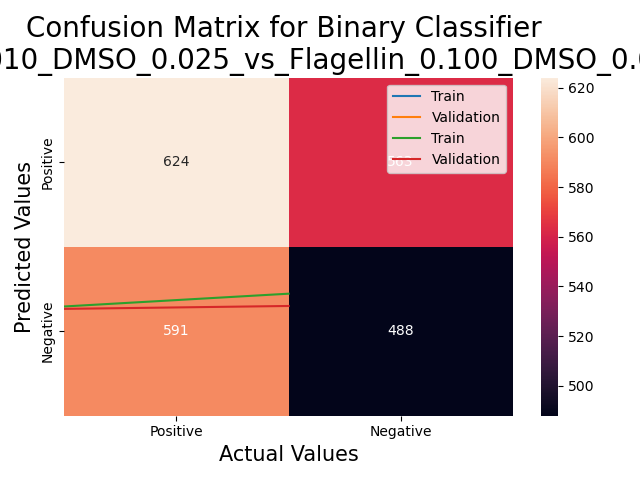 Confusion Matrix for Binary Classifier
010_DMSO_0.025_vs_Flagellin_0.100_DMSO_0.0
Train
Validation
Train
Validation
624
591
488
Positive
Negative
Predicted Values
Positive
Negative
Actual Values
620
600
580
560
540
520
500